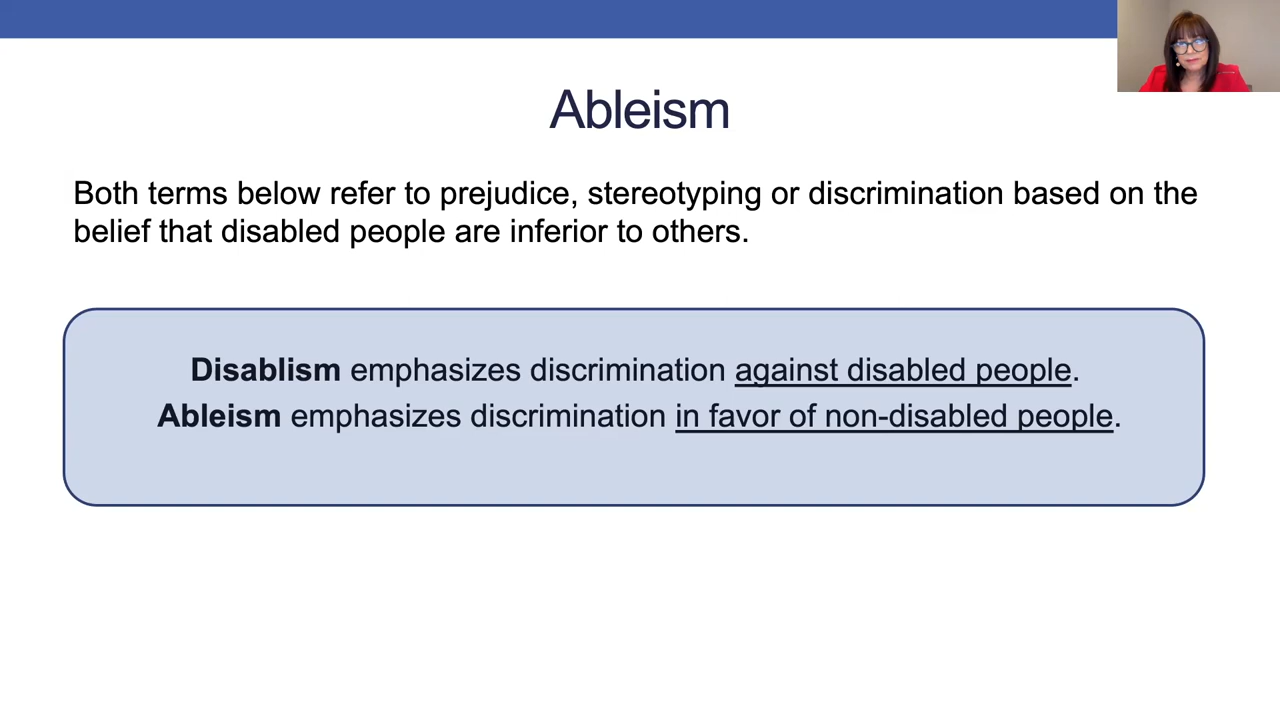 Ableism
Both terms below refer to prejudice, stereotyping or discrimination based on the
belief that disabled people are inferior to others.
Disablism emphasizes discrimination against disabled people.
Ableism emphasizes discrimination in favor of non-disabled people.